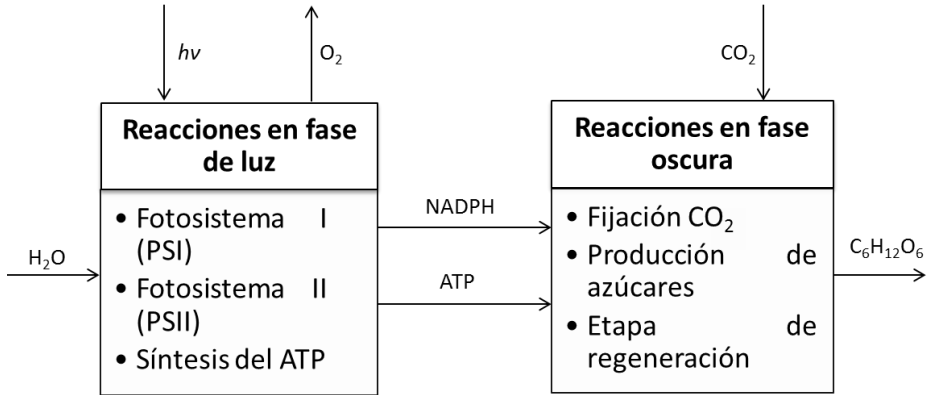 hv
O₂
CO₂
Reacciones en fase
de luz
Reacciones en fase
oscura
• Fotosistema I
(PSI)
• Fotosistema II
(PSII)
• Síntesis del ATP
H₂O
NADPH
ATP
• Fijación CO₂
• Producción de
azúcares
• Etapa de
regeneración
C₆H₁₂O₆